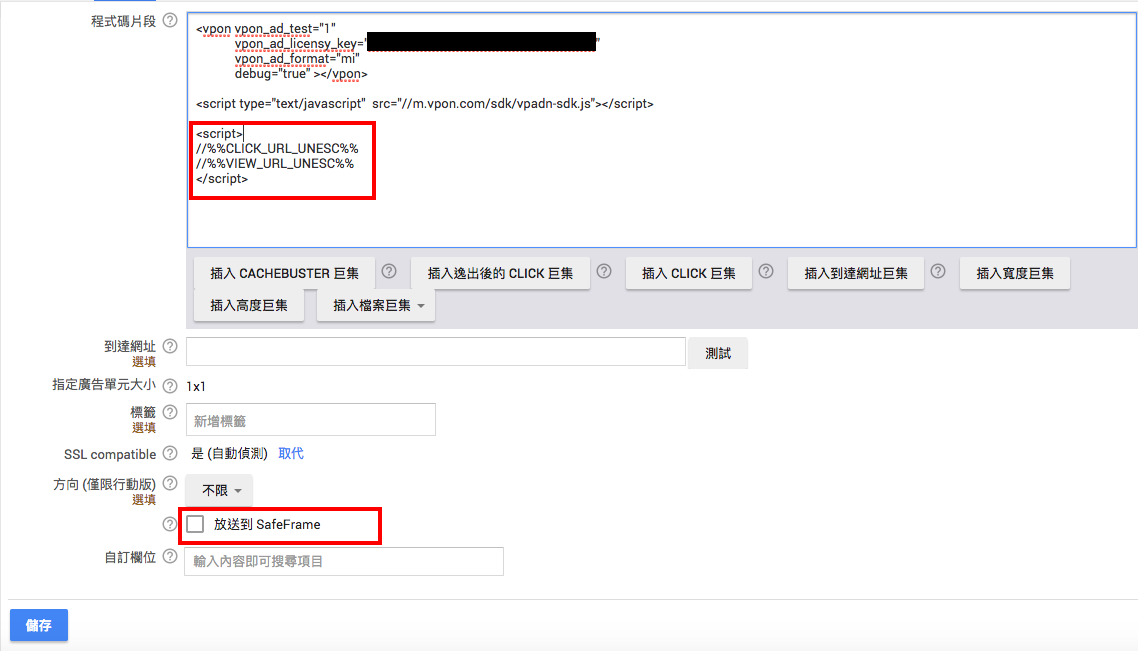 程式碼片段
<vpon vpon_ad_test="1"
vpon_ad_licensy_key="
"
vpon_ad_format="mi"
debug="true" ></vpon>
<script type="text/javascript" src="//m.vpon.com/sdk/vpadn-sdk.js"></script>
<script>
//%%CLICK_URL_UNESC%%
//%%VIEW_URL_UNESC%%
</script>
插入 CACHEBUSTER 巨集 插入逸出後的 CLICK 巨集 插入 CLICK 巨集 插入到達網址巨集 插入寬度巨集
插入高度巨集 插入檔案巨集
到達網址
選填
測試
指定廣告單元大小 1x1
標籤
選填
新增標籤
SSL compatible 是 (自動偵測) 取代
方向 (僅限行動版)
選填
不限
放送到 SafeFrame
自訂欄位 輸入內容即可搜尋項目
儲存